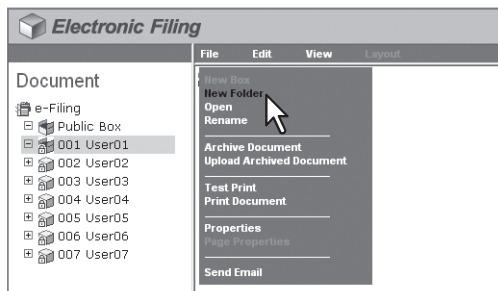 Electronic Filing
File Edit View Layout
Document
e-Filing
Public Box
001 User01
002 User02
003 User03
004 User04
005 User05
006 User06
007 User07
New Box
New Folder
Open
Rename
Archive Document
Upload Archived Document
Test Print
Print Document
Properties
Page Properties
Send Email